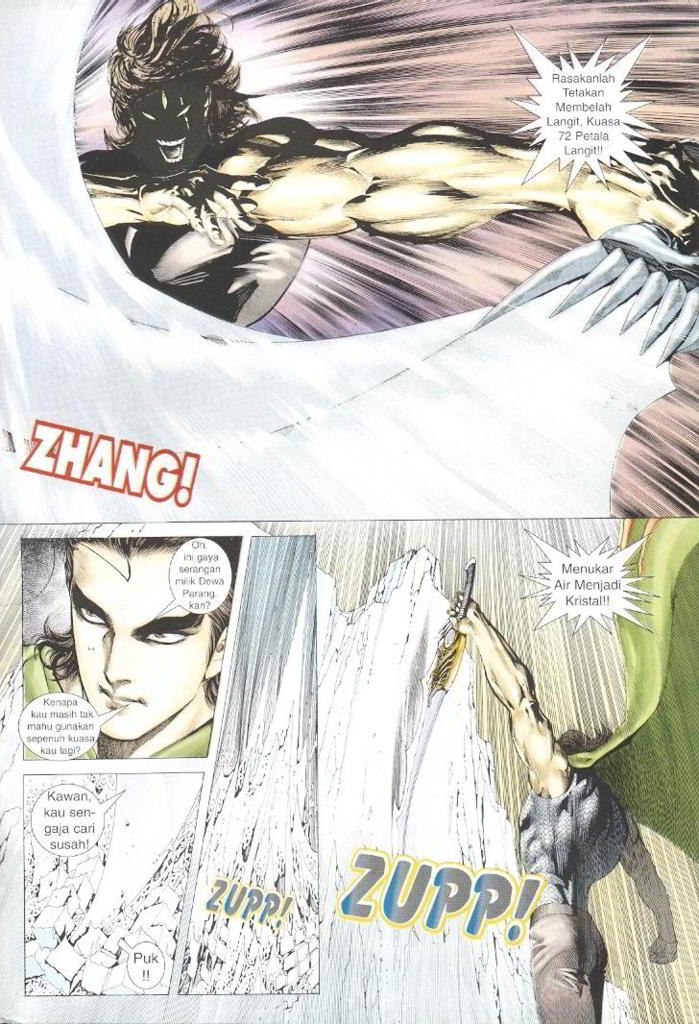 Rasakanlah
Tetakan
Membelah
Langit, Kuasa
72 Petala
Langit!!
ZHANG!
Oh,
ini gaya
serangan
milik Dewa
Parang,
kan?
Kenapa
kau masih tak
mahu gunakan
sepenuh kuasa
kau lagi?
Kawan,
kau sen-
gaja cari
susah!
Puk
!!
ZUPP!
Menukar
Air Menjadi
Kristal!!
ZUPP!